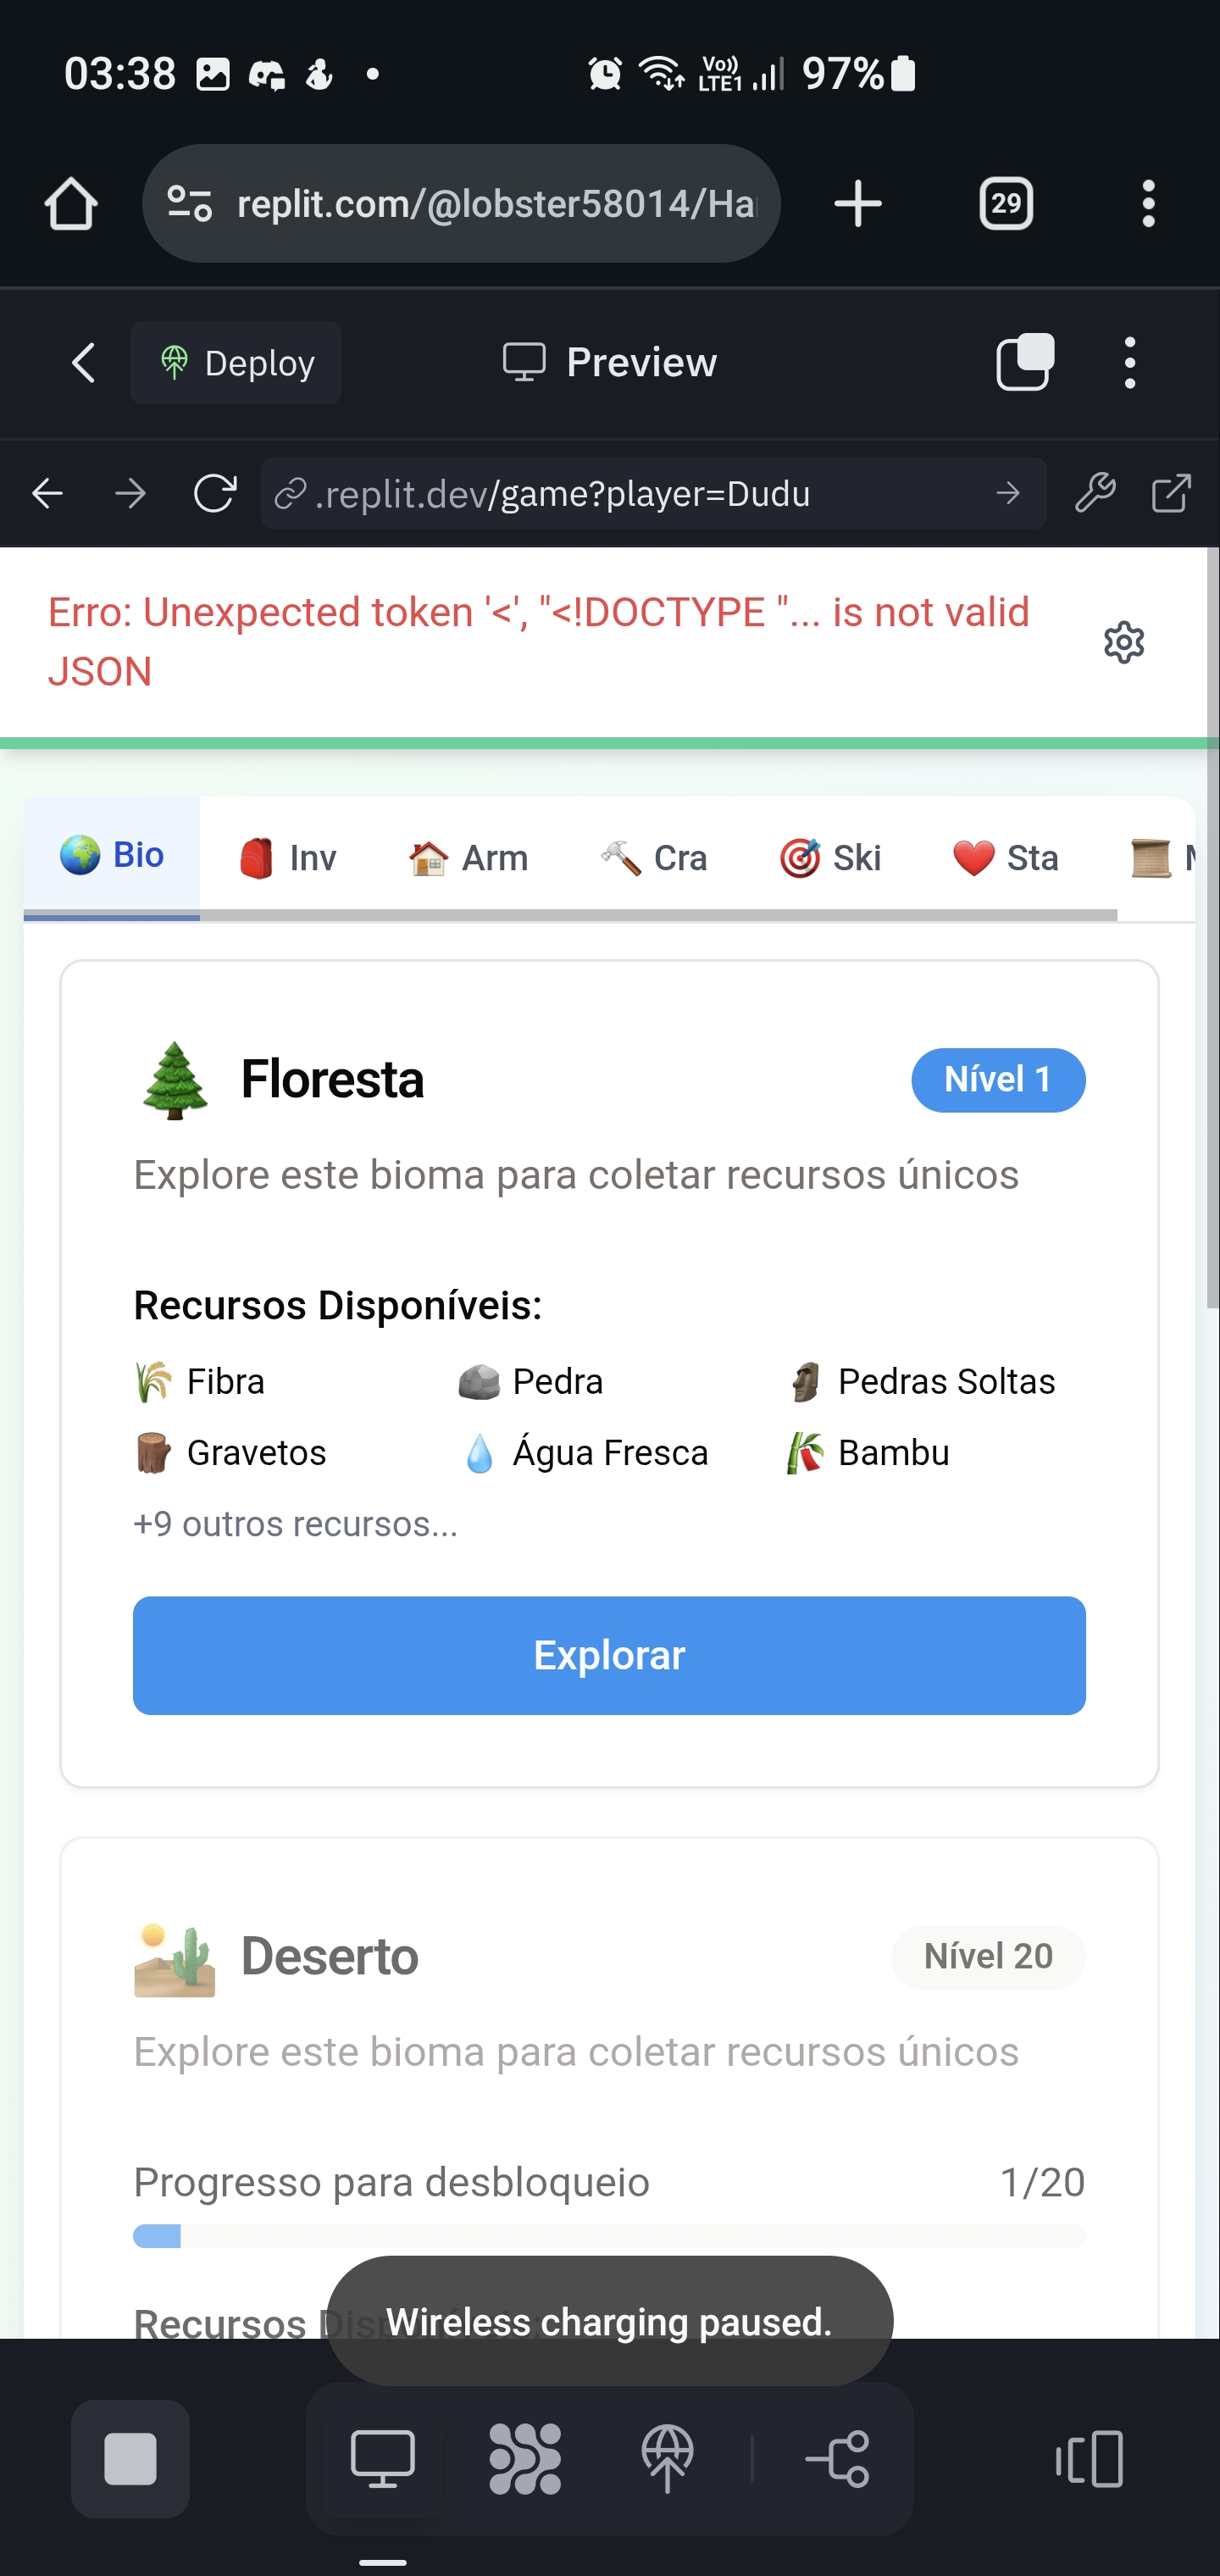 03:38
Vo)) LTE1 97%
replit.com/@lobster58014/Ha
29
Deploy
Preview
.replit.dev/game?player=Dudu
Erro: Unexpected token '<', "<!DOCTYPE "... is not valid
JSON
Bio Inv Arm Cra Ski Sta
Floresta
Nível 1
Explore este bioma para coletar recursos únicos
Recursos Disponíveis:
Fibra Pedra Pedras Soltas
Gravetos Água Fresca Bambu
+9 outros recursos...
Explorar
Deserto
Nível 20
Explore este bioma para coletar recursos únicos
Progresso para desbloqueio 1/20
Recursos
Wireless charging paused.